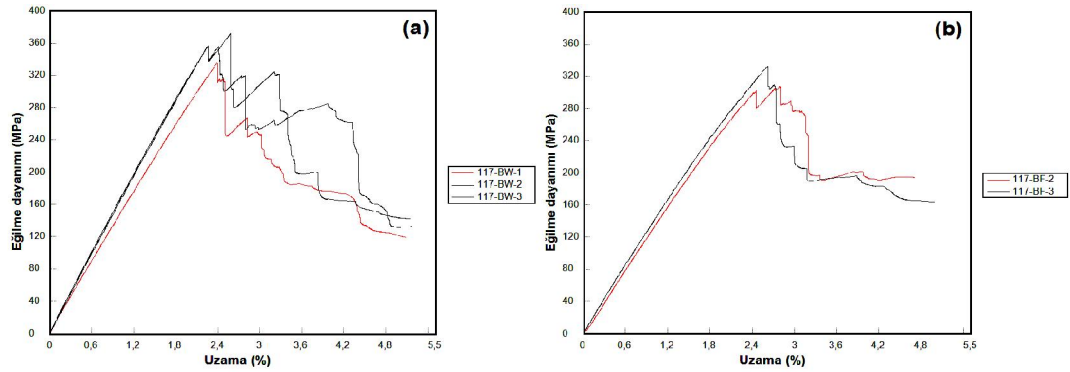 (a)
Eğilme dayanımı (MPa)
400
360
320
280
240
200
160
120
80
40
0
0 0,6 1,2 1,8 2,4 3 3,6 4,2 4,8 5,5
Uzama (%)
117-BW-1
117-BW-2
117-BW-3
(b)
Eğilme dayanımı (MPa)
400
360
320
280
240
200
160
120
80
40
0
0 0,6 1,2 1,8 2,4 3 3,6 4,2 4,8 5,5
Uzama (%)
117-BF-2
117-BF-3